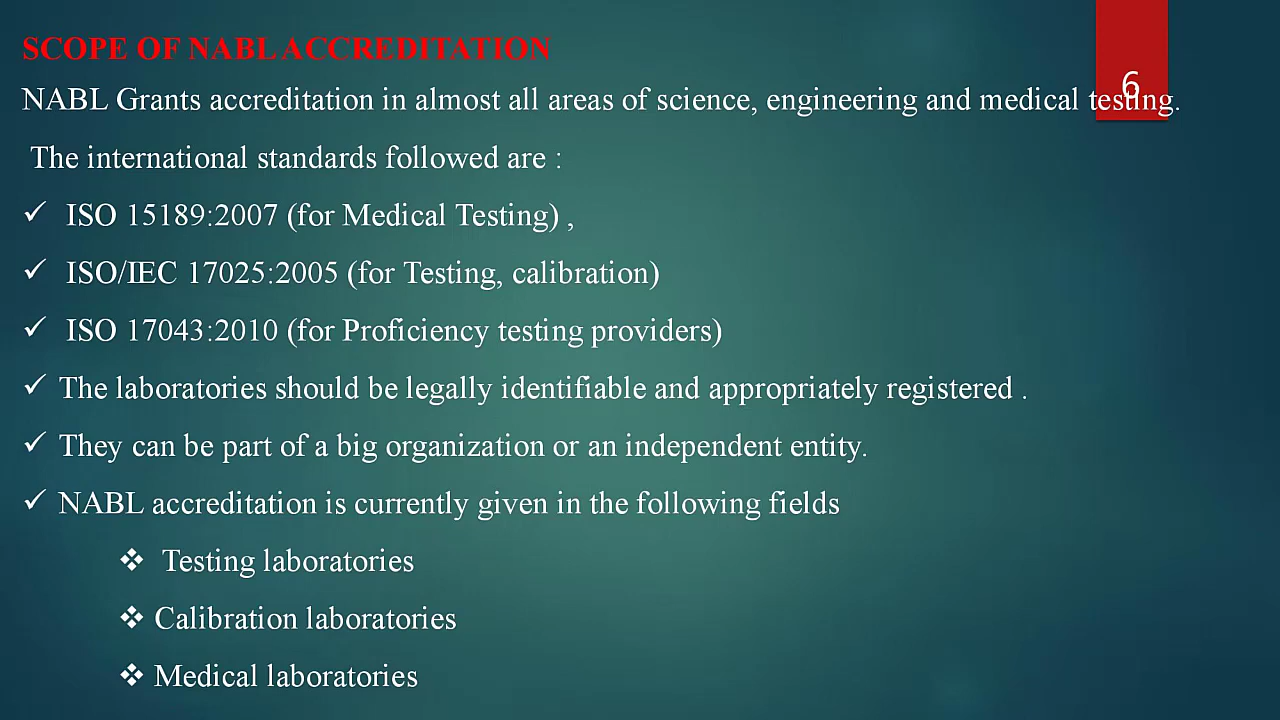 SCOPE OF NABL ACCREDITATION
6
NABL Grants accreditation in almost all areas of science, engineering and medical testing.
The international standards followed are :
✓ ISO 15189:2007 (for Medical Testing) ,
✓ ISO/IEC 17025:2005 (for Testing, calibration)
✓ ISO 17043:2010 (for Proficiency testing providers)
✓ The laboratories should be legally identifiable and appropriately registered .
✓ They can be part of a big organization or an independent entity.
✓ NABL accreditation is currently given in the following fields
❖ Testing laboratories
❖ Calibration laboratories
❖ Medical laboratories